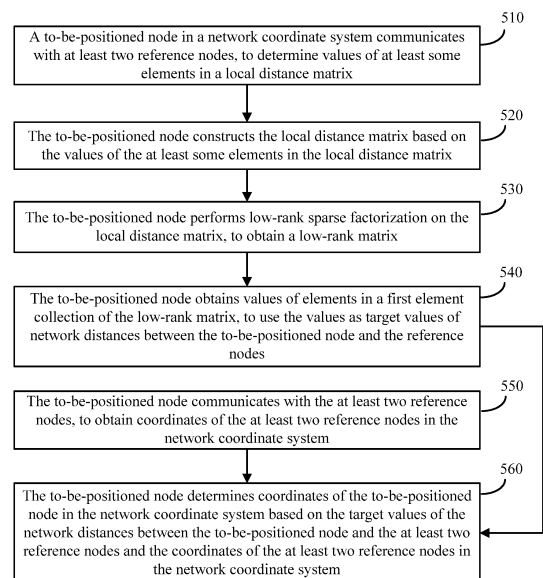 510
A to-be-positioned node in a network coordinate system communicates
with at least two reference nodes, to determine values of at least some
elements in a local distance matrix
520
The to-be-positioned node constructs the local distance matrix based on
the values of the at least some elements in the local distance matrix
530
The to-be-positioned node performs low-rank sparse factorization on the
local distance matrix, to obtain a low-rank matrix
540
The to-be-positioned node obtains values of elements in a first element
collection of the low-rank matrix, to use the values as target values of
network distances between the to-be-positioned node and the reference
nodes
550
The to-be-positioned node communicates with the at least two reference
nodes, to obtain coordinates of the at least two reference nodes in the
network coordinate system
560
The to-be-positioned node determines coordinates of the to-be-positioned
node in the network coordinate system based on the target values of the
network distances between the to-be-positioned node and the at least two
reference nodes and the coordinates of the at least two reference nodes in
the network coordinate system